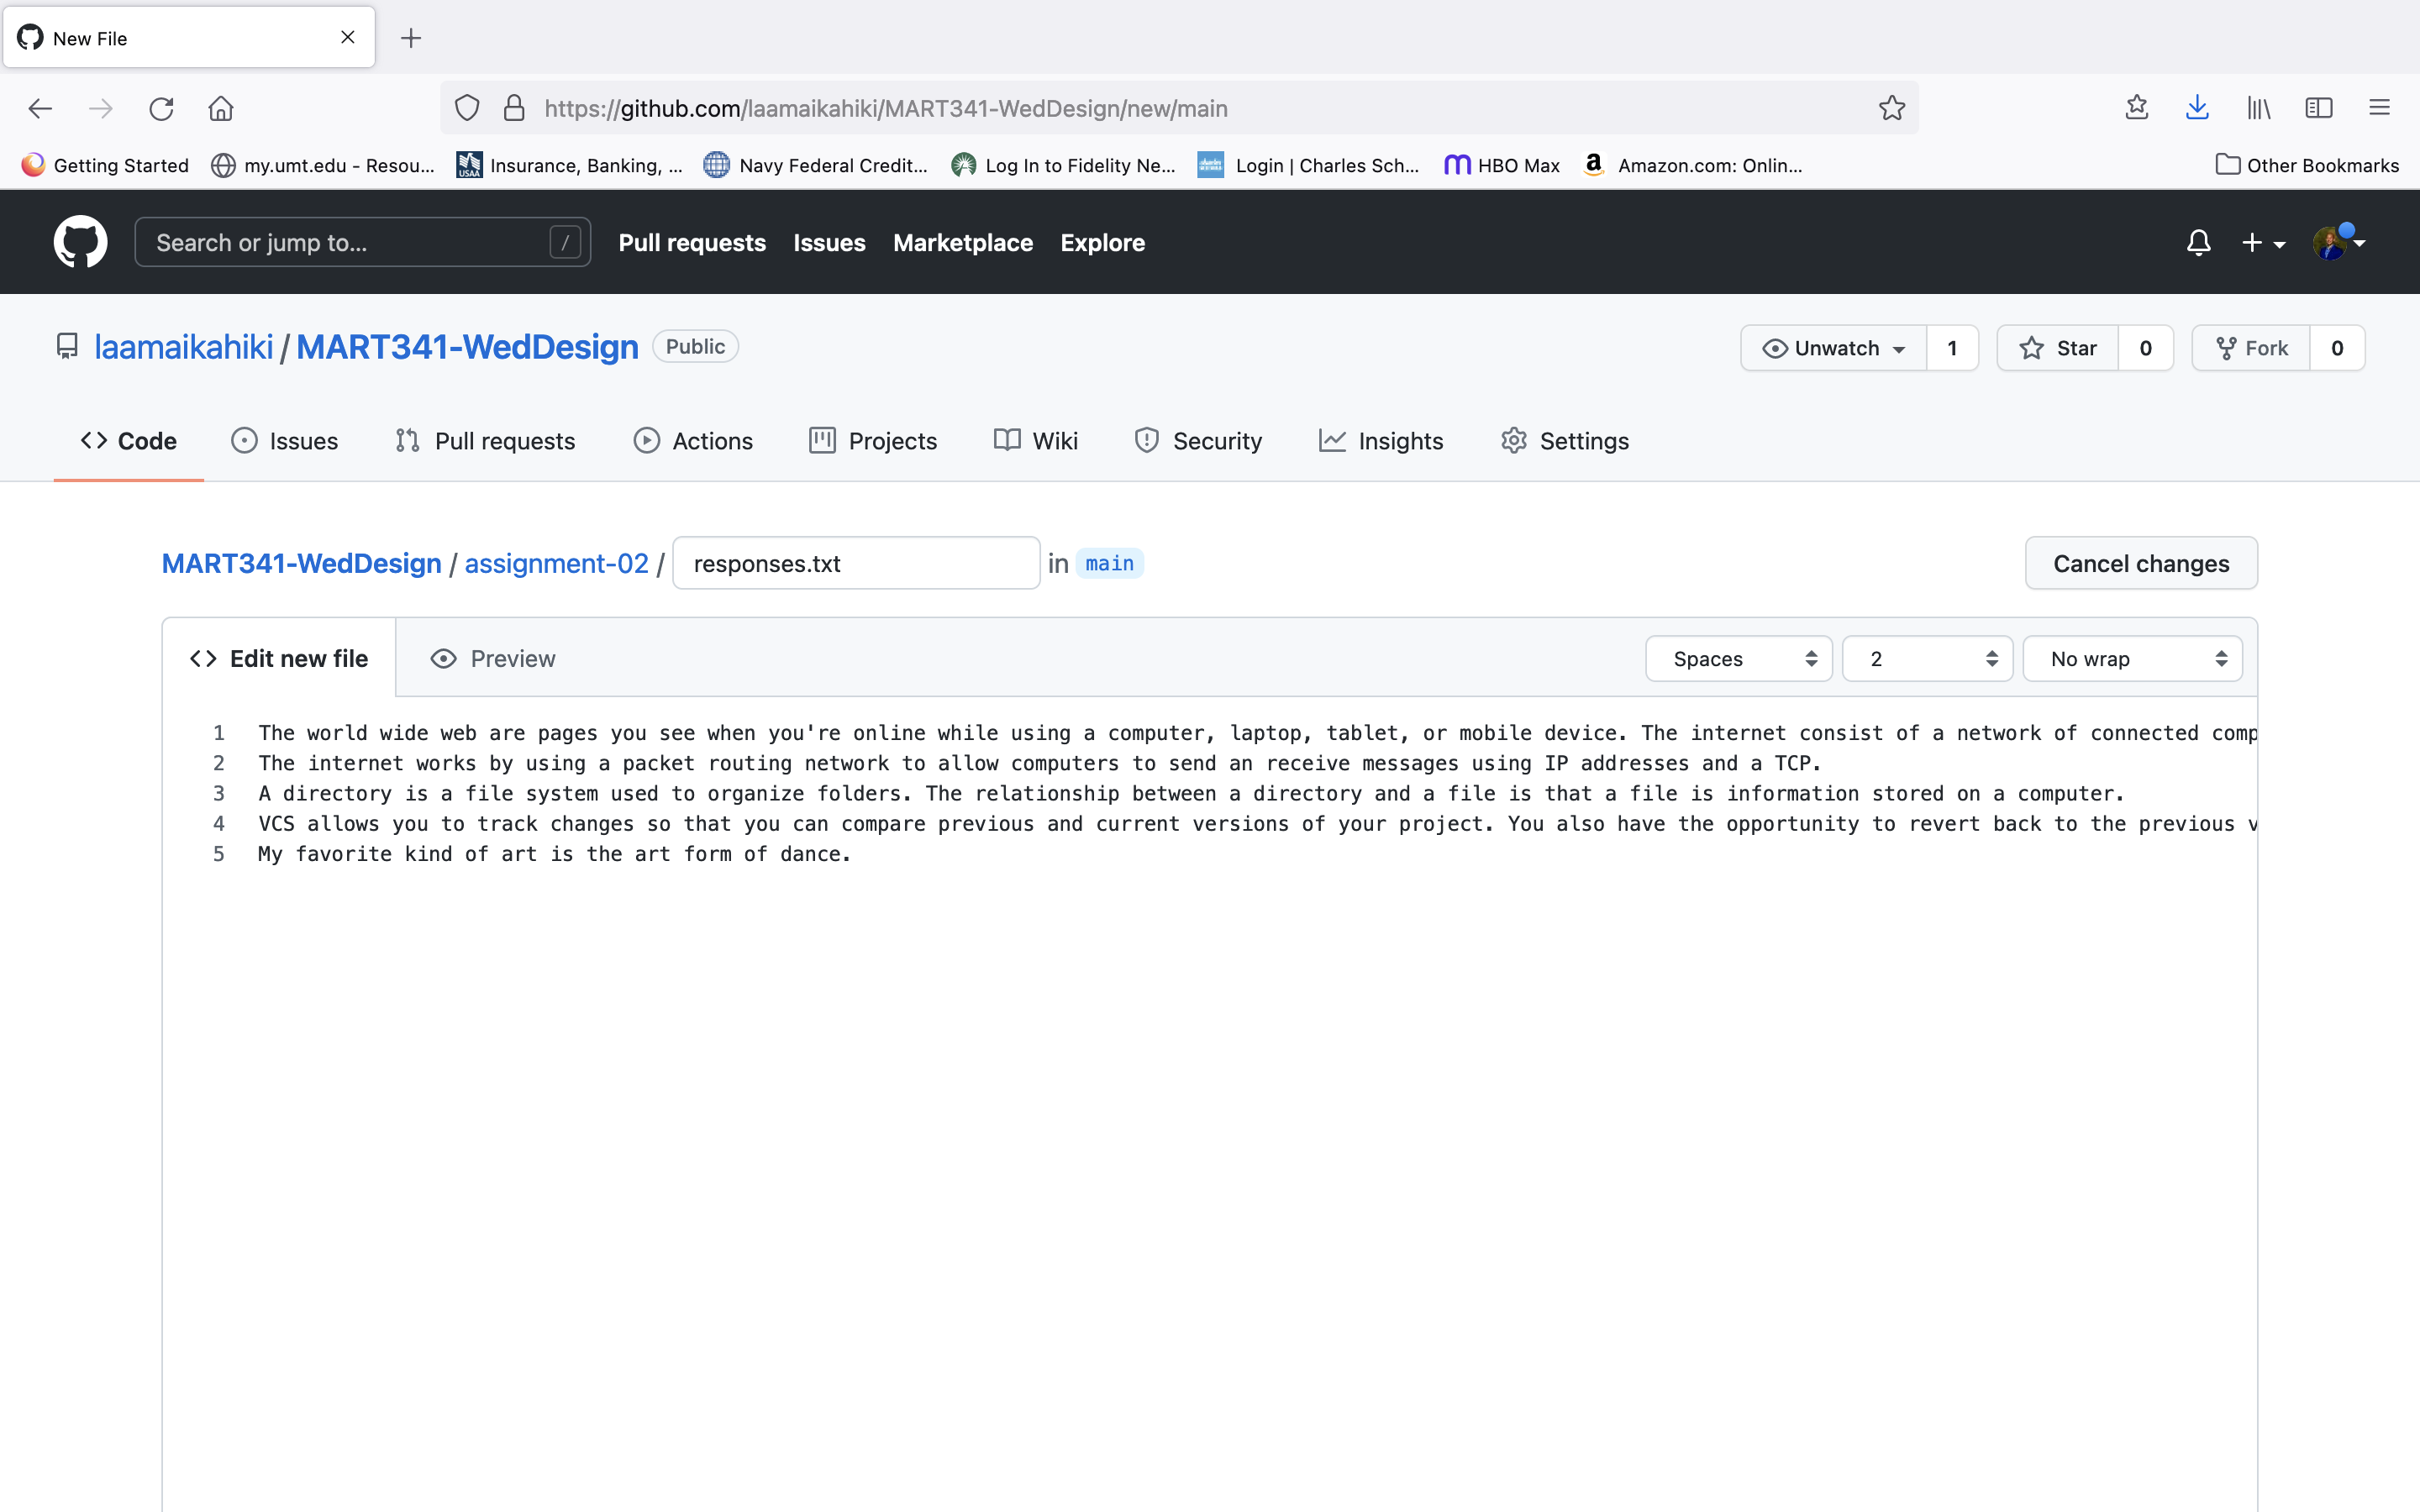 New File
https://github.com/laamaikahiki/MART341-WedDesign/new/main
Getting Started my.umt.edu - Resou... Insurance, Banking, ... Navy Federal Credit... Log In to Fidelity Ne... Login | Charles Sch... HBO Max Amazon.com: Onlin... Other Bookmarks
Search or jump to... / Pull requests Issues Marketplace Explore
laamaikahiki / MART341-WedDesign Public Unwatch 1 Star 0 Fork 0
Code Issues Pull requests Actions Projects Wiki Security Insights Settings
MART341-WedDesign / assignment-02 / responses.txt in main Cancel changes
Edit new file Preview Spaces 2 No wrap
1 The world wide web are pages you see when you're online while using a computer, laptop, tablet, or mobile device. The internet consist of a network of connected comp
2 The internet works by using a packet routing network to allow computers to send an receive messages using IP addresses and a TCP.
3 A directory is a file system used to organize folders. The relationship between a directory and a file is that a file is information stored on a computer.
4 VCS allows you to track changes so that you can compare previous and current versions of your project. You also have the opportunity to revert back to the previous v
5 My favorite kind of art is the art form of dance.